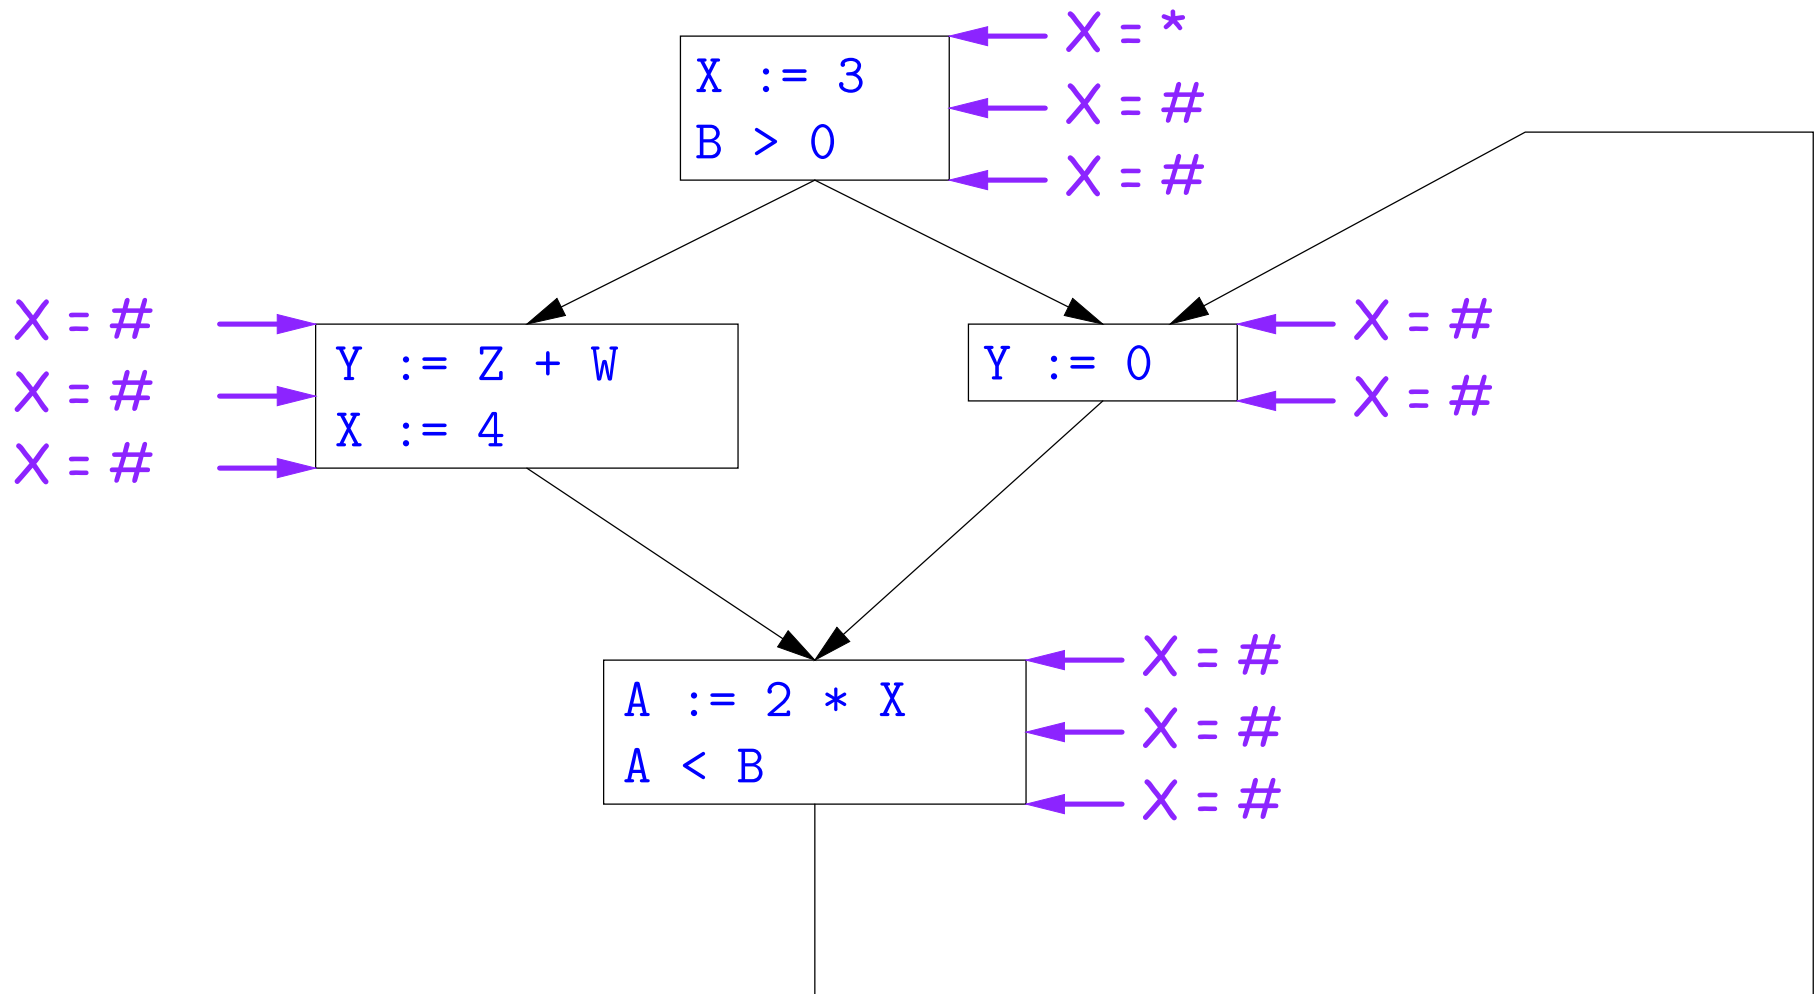 X = *
X := 3
X = #
B > 0
X = #
X = #
Y := Z + W
X = #
X := 4
X = #
X = #
Y := 0
X = #
X = #
A := 2 * X
X = #
A < B
X = #